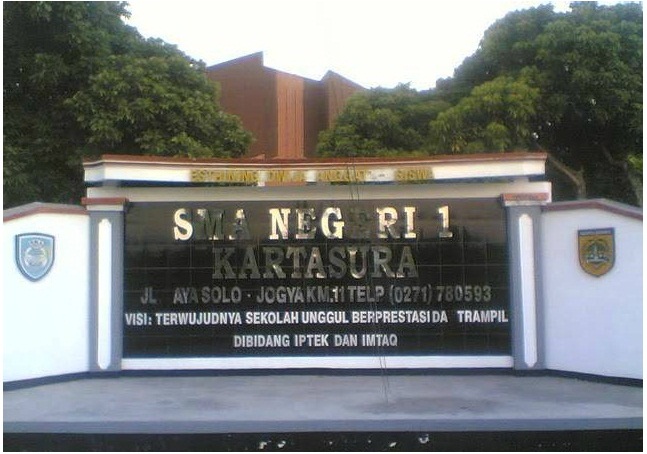 SMA NEGERI 1
KARTASURA
JL AYA SOLO - JOGYA KM.11 TELP (0271) 780593
VISI: TERWUJUDNYA SEKOLAH UNGGUL BERPRESTASI DA TRAMPIL
DIBIDANG IPTEK DAN IMTAQ